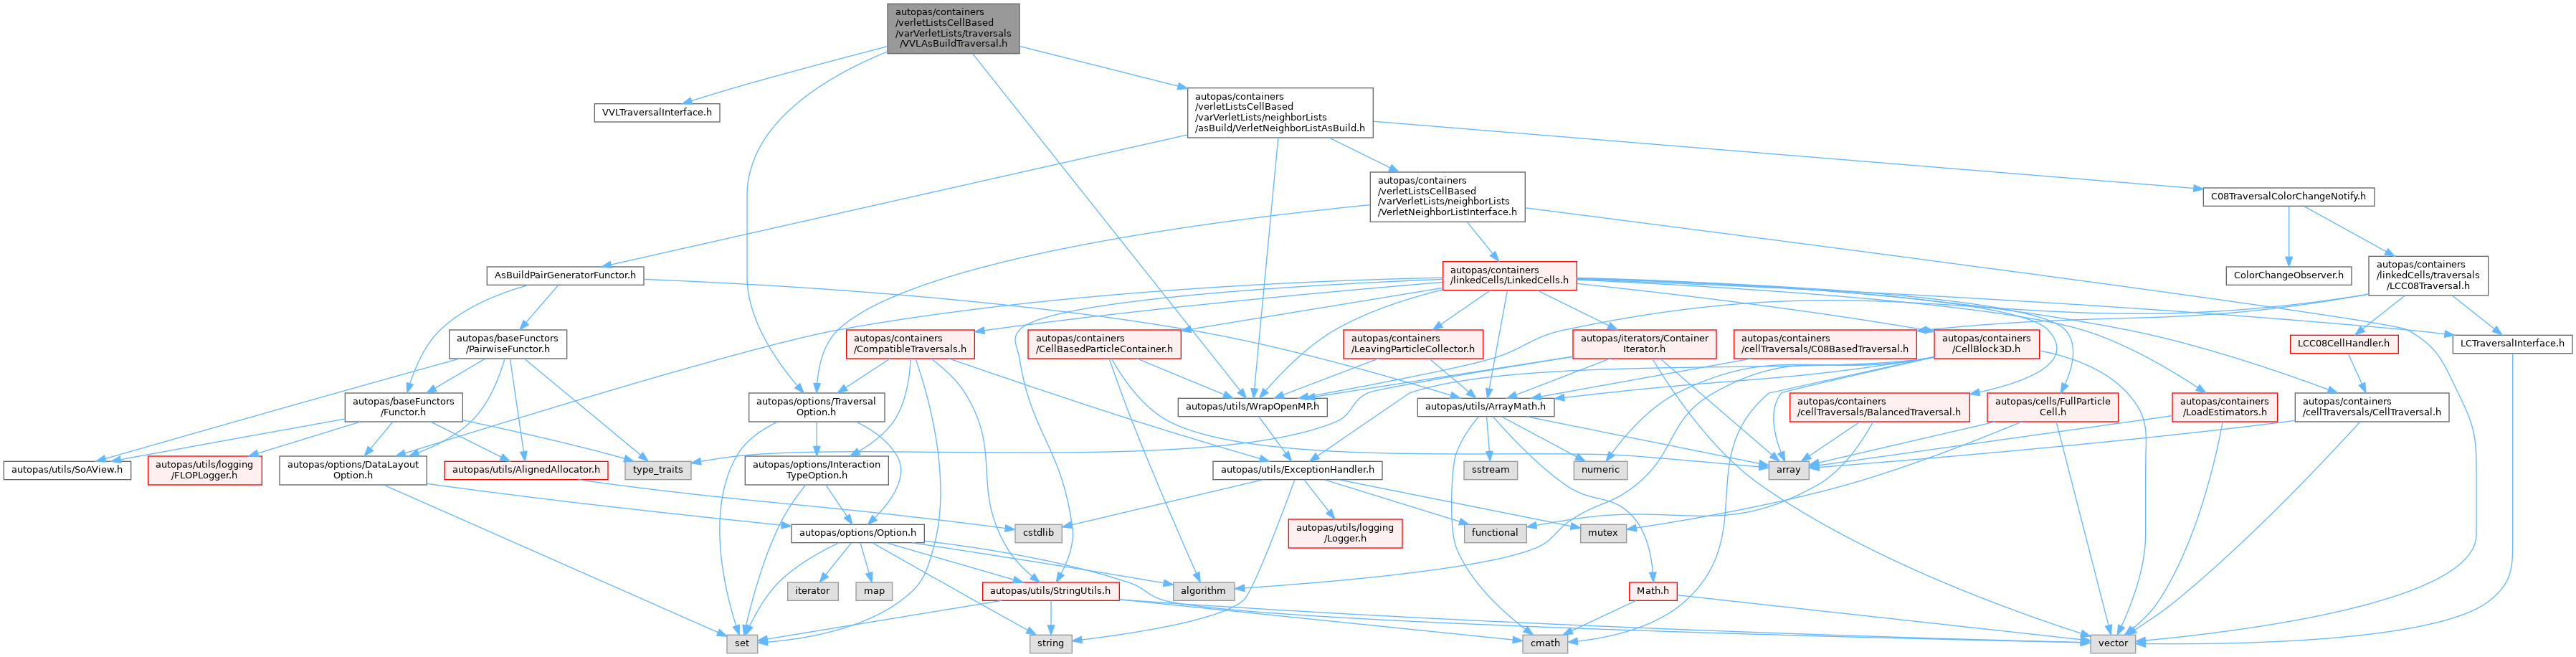 autopas/containers
/verletListsCellBased
/varVerletLists/traversals
/VVLAsBuildTraversal.h
VVLTraversalInterface.h
autopas/containers
/verletListsCellBased
/varVerletLists/neighborLists
/asBuild/VerletNeighborListAsBuild.h
autopas/containers
/verletListsCellBased
/varVerletLists/neighborLists
/VerletNeighborListInterface.h
C08TraversalColorChangeNotify.h
AsBuildPairGeneratorFunctor.h
autopas/containers
/linkedCells/LinkedCells.h
ColorChangeObserver.h
autopas/containers
/linkedCells/traversals
/LCC08Traversal.h
autopas/baseFunctors
/PairwiseFunctor.h
autopas/containers
/CompatibleTraversals.h
autopas/containers
/CellBasedParticleContainer.h
autopas/containers
/LeavingParticleCollector.h
autopas/iterators/Container
Iterator.h
autopas/containers
/cellTraversals/C08BasedTraversal.h
autopas/containers
/CellBlock3D.h
LCC08CellHandler.h
LCTraversalInterface.h
autopas/baseFunctors
/Functor.h
autopas/options/Traversal
Option.h
autopas/utils/WrapOpenMP.h
autopas/utils/ArrayMath.h
autopas/containers
/cellTraversals/BalancedTraversal.h
autopas/cells/FullParticle
Cell.h
autopas/containers
/LoadEstimators.h
autopas/containers
/cellTraversals/CellTraversal.h
autopas/utils/SoAView.h
autopas/utils/logging
/FLOPLogger.h
autopas/options/DataLayout
Option.h
autopas/utils/AlignedAllocator.h
type_traits
autopas/options/Interaction
TypeOption.h
autopas/utils/ExceptionHandler.h
sstream
numeric
array
autopas/options/Option.h
cstdlib
autopas/utils/logging
/Logger.h
functional
mutex
iterator
map
autopas/utils/StringUtils.h
algorithm
Math.h
set
string
cmath
vector